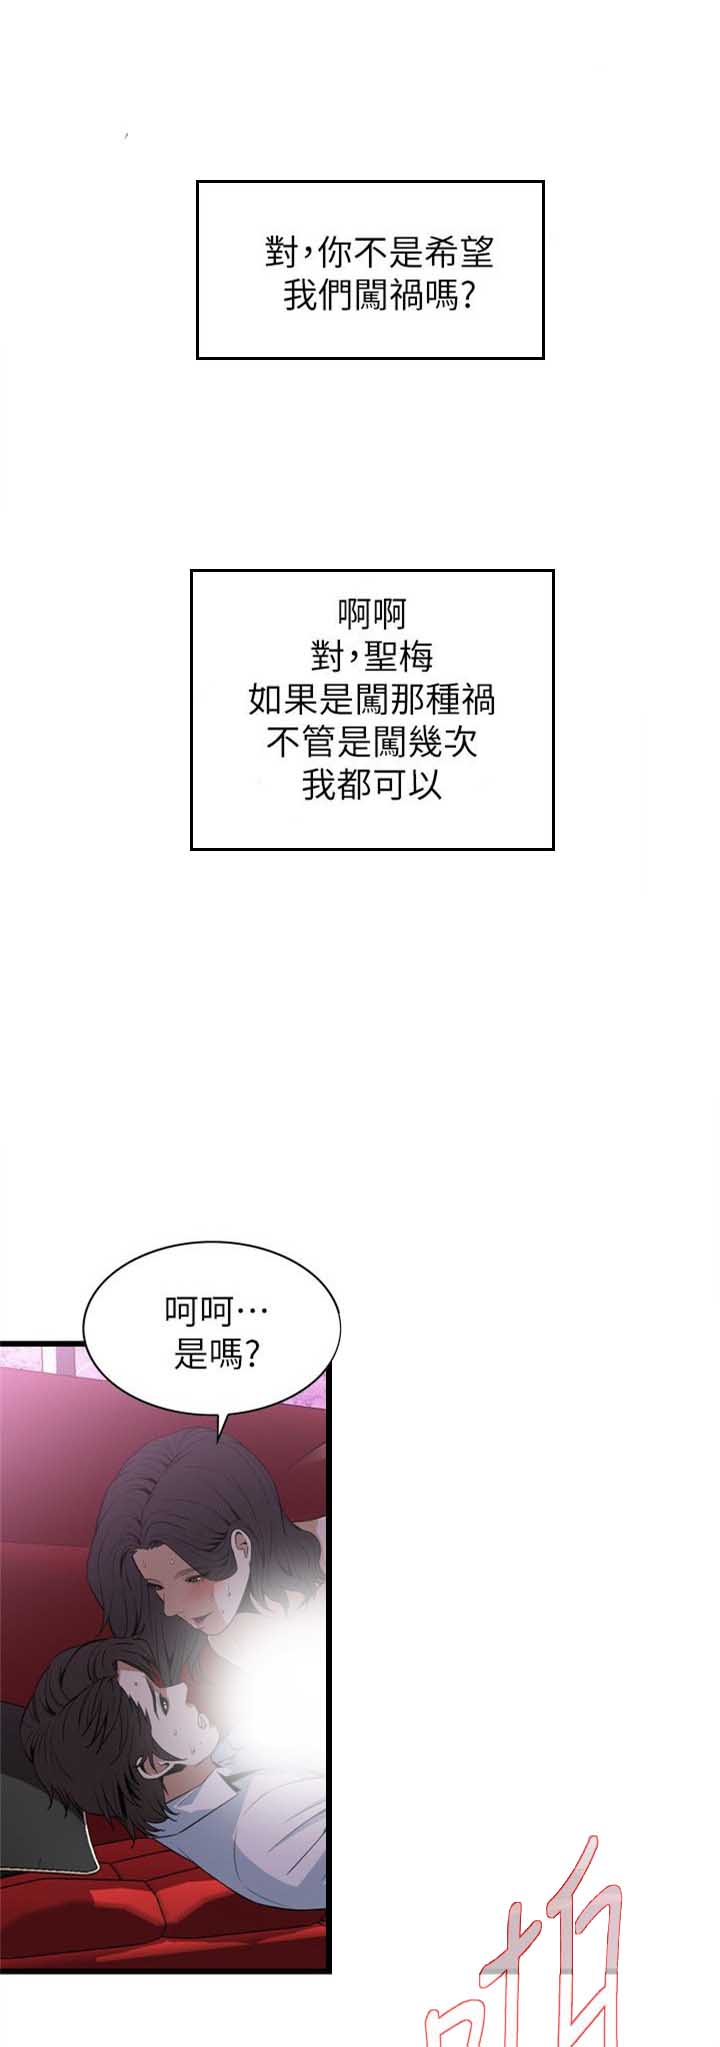 對,你不是希望
我們闖禍嗎?
啊啊
對,聖梅
如果是闖那種禍
不管是闖幾次
我都可以
呵呵⋯
是嗎?